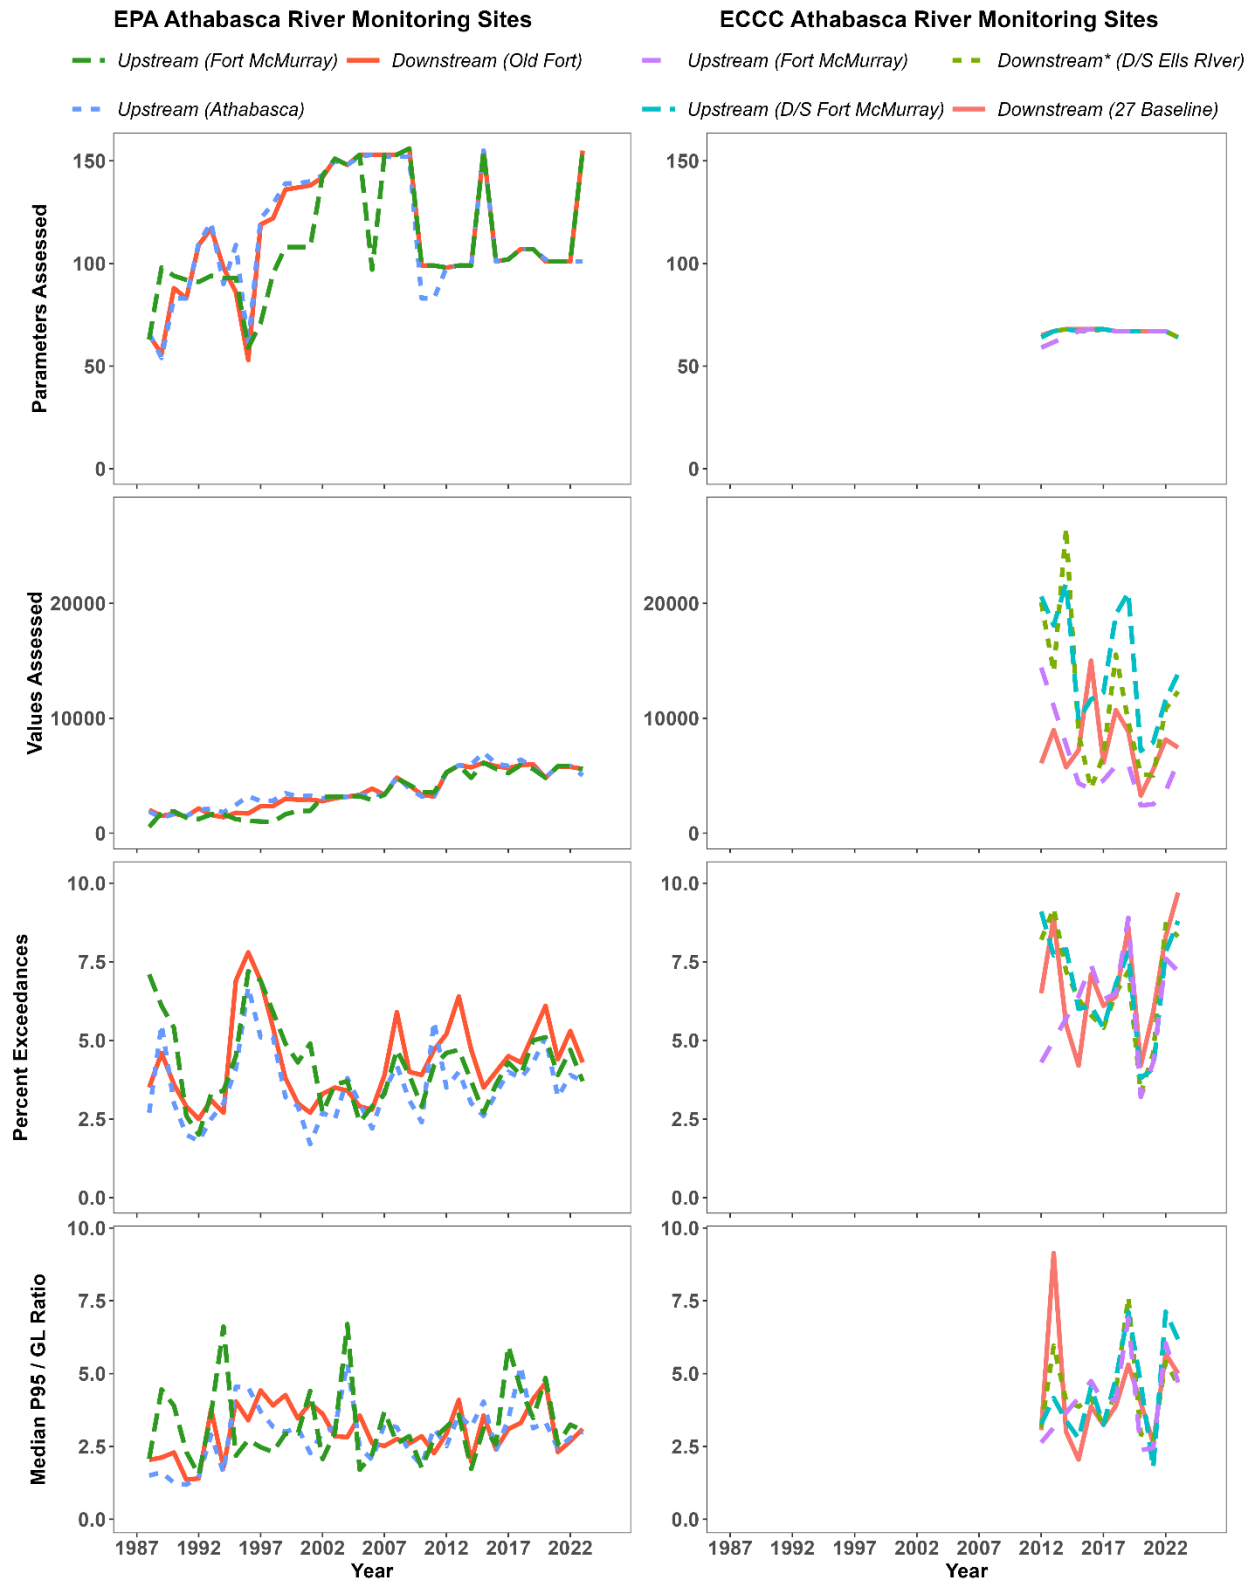 EPA Athabasca River Monitoring Sites
Upstream (Fort McMurray) Downstream (Old Fort)
Upstream (Athabasca)
ECCC Athabasca River Monitoring Sites
Upstream (Fort McMurray) Downstream* (D/S Ells RIver)
Upstream (D/S Fort McMurray) Downstream (27 Baseline)
Parameters Assessed
150
100
50
0
150
100
50
0
Values Assessed
20000
10000
0
20000
10000
0
Percent Exceedances
10.0
7.5
5.0
2.5
0.0
10.0
7.5
5.0
2.5
0.0
Median P95 / GL Ratio
10.0
7.5
5.0
2.5
0.0
10.0
7.5
5.0
2.5
0.0
1987 1992 1997 2002 2007 2012 2017 2022
Year
1987 1992 1997 2002 2007 2012 2017 2022
Year